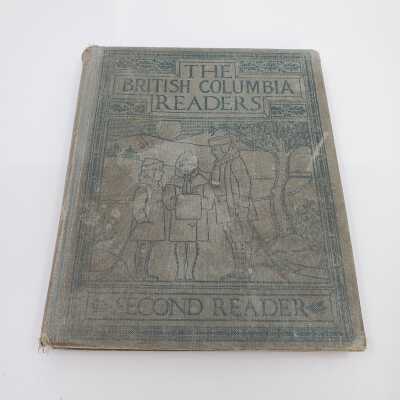 THE
BRITISH COLUMBIA
READERS
SECOND READER